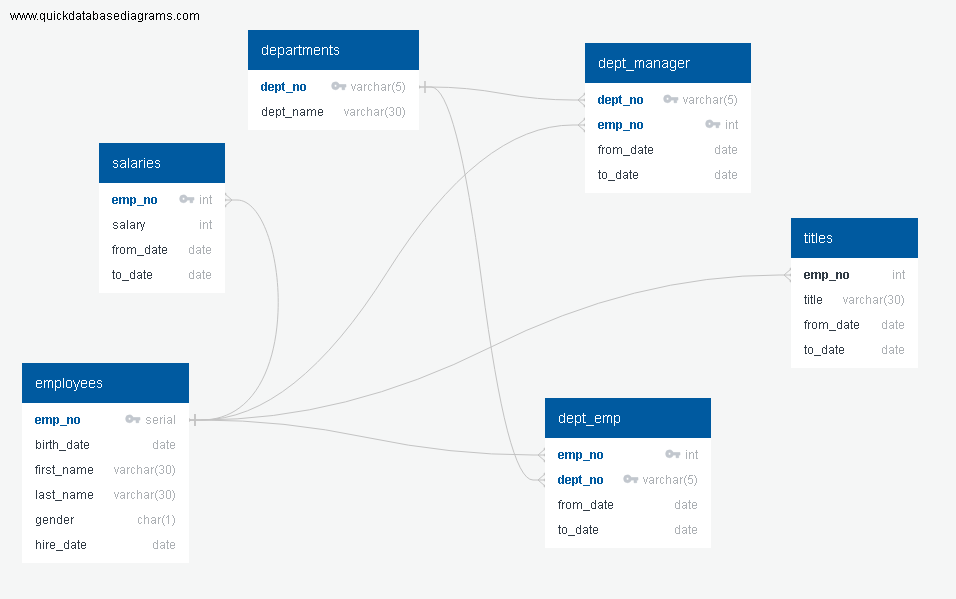 www.quickdatabasediagrams.com
departments
dept_no varchar(5)
dept_name varchar(30)
dept_manager
dept_no varchar(5)
emp_no int
from_date date
to_date date
salaries
emp_no int
salary int
from_date date
to_date date
titles
emp_no int
title varchar(30)
from_date date
to_date date
employees
emp_no serial
birth_date date
first_name varchar(30)
last_name varchar(30)
gender char(1)
hire_date date
dept_emp
emp_no int
dept_no varchar(5)
from_date date
to_date date